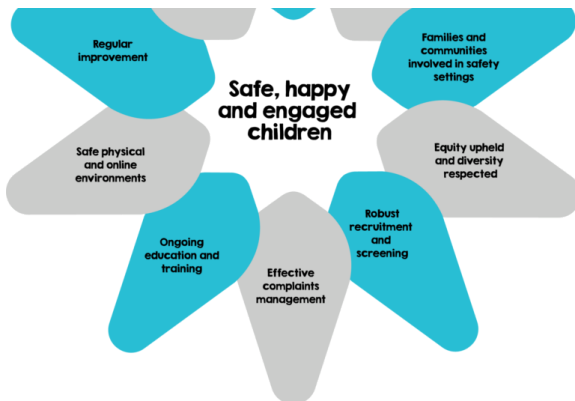 Regular
improvement
Families and
communities
involved in safety
settings
Safe, happy
and engaged
children
Safe physical
and online
environments
Equity upheld
and diversity
respected
Ongoing
education and
training
Robust
recruitment
and
screening
Effective
complaints
management